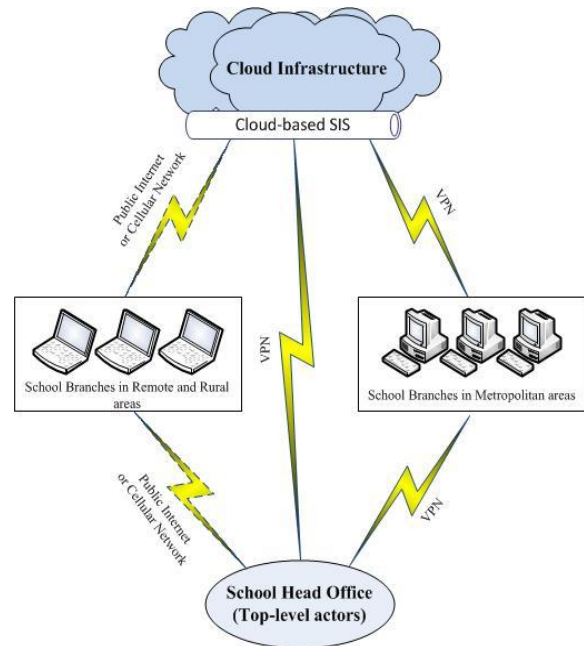 Cloud Infrastructure
Cloud-based SIS
Public Internet
or Cellular Network
VPN
VPN
School Branches in Remote and Rural
areas
School Branches in Metropolitan areas
Public Internet
or Cellular Network
VPN
School Head Office
(Top-level actors)